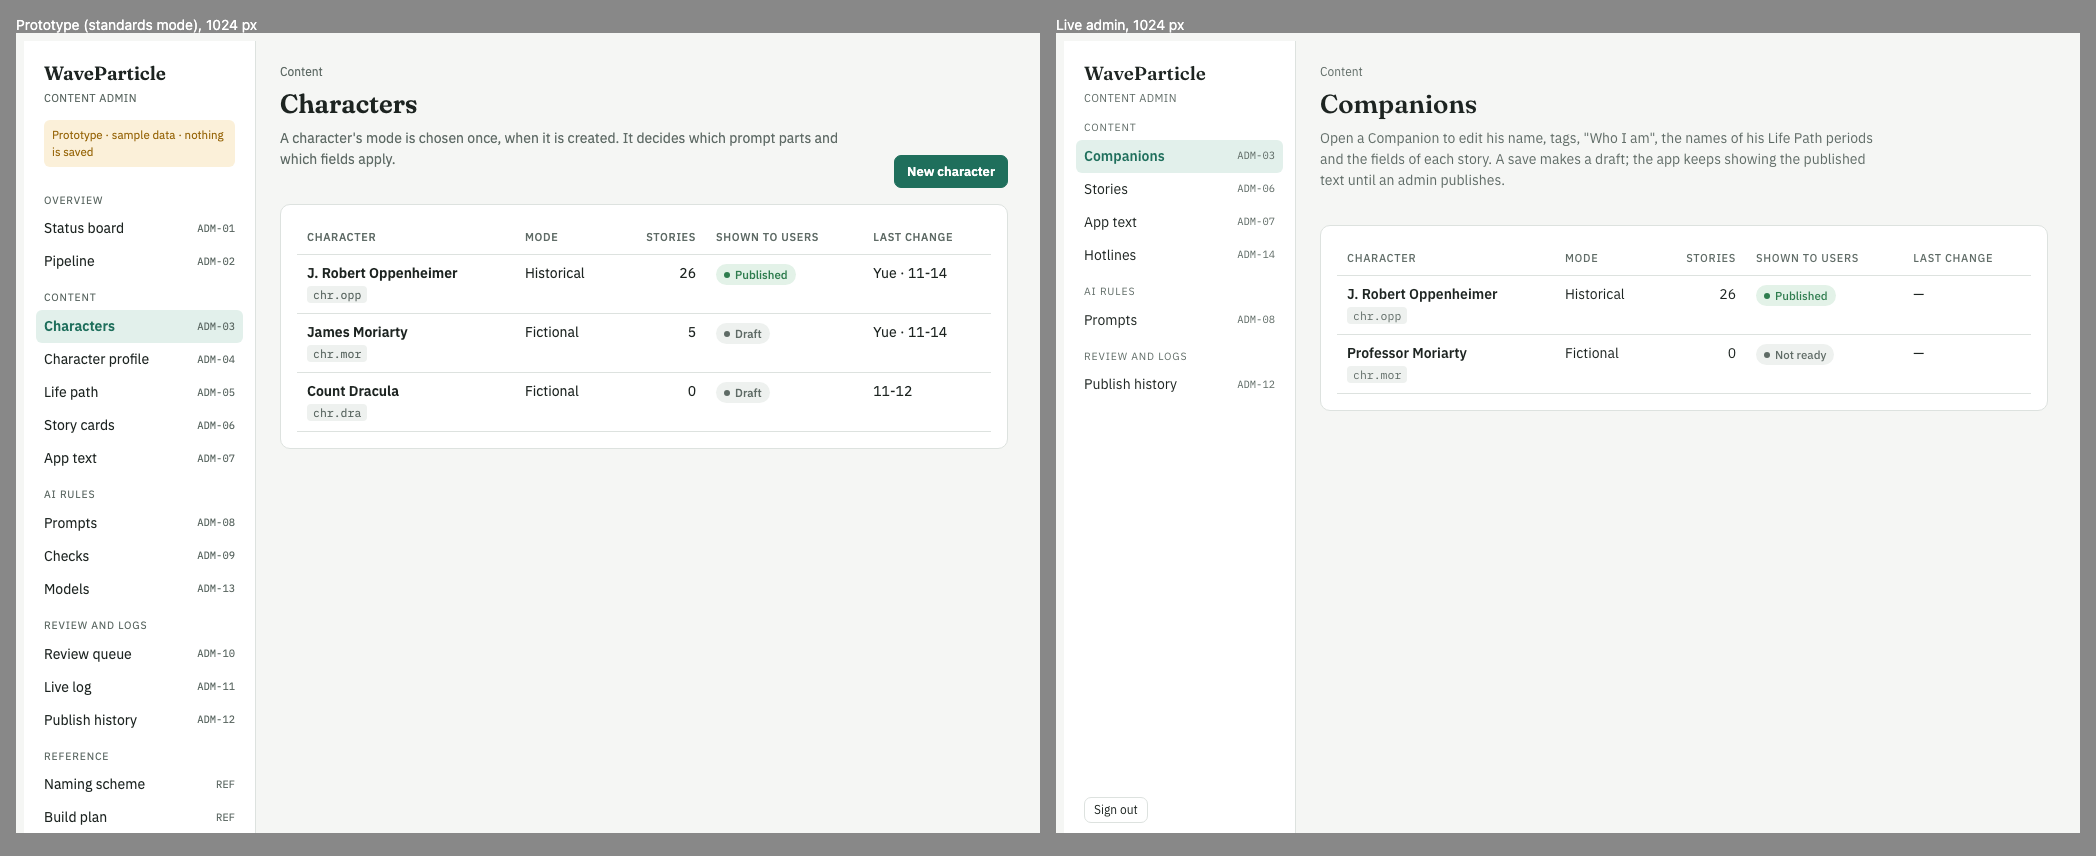 Prototype (standards mode), 1024 px
WaveParticle
CONTENT ADMIN
Prototype · sample data · nothing
is saved
OVERVIEW
Status board ADM-01
Pipeline ADM-02
CONTENT
Characters ADM-03
Character profile ADM-04
Life path ADM-05
Story cards ADM-06
App text ADM-07
AI RULES
Prompts ADM-08
Checks ADM-09
Models ADM-13
REVIEW AND LOGS
Review queue ADM-10
Live log ADM-11
Publish history ADM-12
REFERENCE
Naming scheme REF
Build plan REF
Content
Characters
A character's mode is chosen once, when it is created. It decides which prompt parts and
which fields apply.
New character
CHARACTER MODE STORIES SHOWN TO USERS LAST CHANGE
J. Robert Oppenheimer Historical 26 Published Yue · 11-14
chr.opp
James Moriarty Fictional 5 Draft Yue · 11-14
chr.mor
Count Dracula Fictional 0 Draft 11-12
chr.dra
Live admin, 1024 px
WaveParticle
CONTENT ADMIN
CONTENT
Companions ADM-03
Stories ADM-06
App text ADM-07
Hotlines ADM-14
AI RULES
Prompts ADM-08
REVIEW AND LOGS
Publish history ADM-12
Sign out
Content
Companions
Open a Companion to edit his name, tags, "Who I am", the names of his Life Path periods
and the fields of each story. A save makes a draft; the app keeps showing the published
text until an admin publishes.
CHARACTER MODE STORIES SHOWN TO USERS LAST CHANGE
J. Robert Oppenheimer Historical 26 Published —
chr.opp
Professor Moriarty Fictional 0 Not ready —
chr.mor